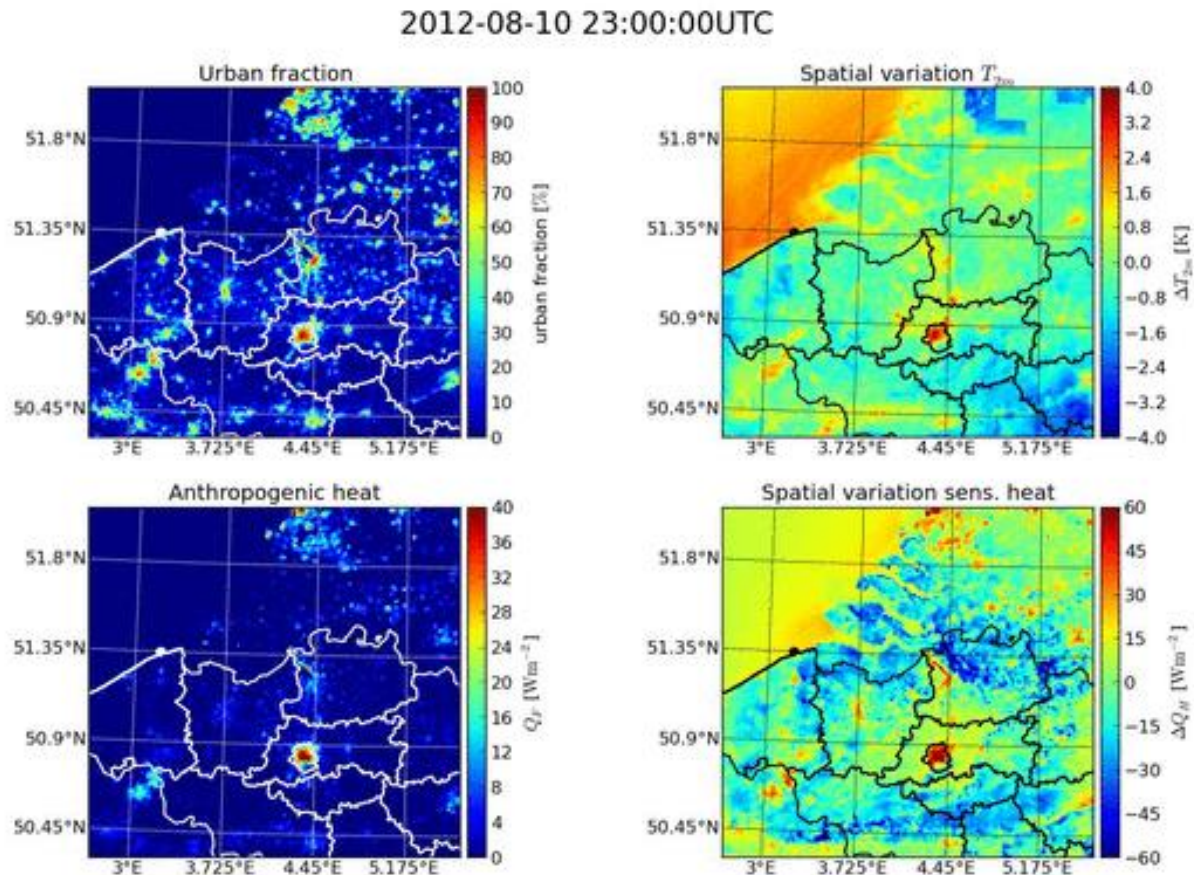 2012-08-10 23:00:00UTC
Urban fraction
51.8°N
51.35°N
50.9°N
50.45°N
3°E 3.725°E 4.45°E 5.175°E
100
90
80
70
60
50
40
30
20
10
0
urban fraction [%]
Spatial variation T2m
51.8°N
51.35°N
50.9°N
50.45°N
3°E 3.725°E 4.45°E 5.175°E
4.0
3.2
2.4
1.6
0.8
0.0
−0.8
−1.6
−2.4
−3.2
−4.0
ΔT2m [K]
Anthropogenic heat
51.8°N
51.35°N
50.9°N
50.45°N
3°E 3.725°E 4.45°E 5.175°E
40
36
32
28
24
20
16
12
8
4
0
QF [Wm−2]
Spatial variation sens. heat
51.8°N
51.35°N
50.9°N
50.45°N
3°E 3.725°E 4.45°E 5.175°E
60
45
30
15
0
−15
−30
−45
−60
ΔQH [Wm−2]